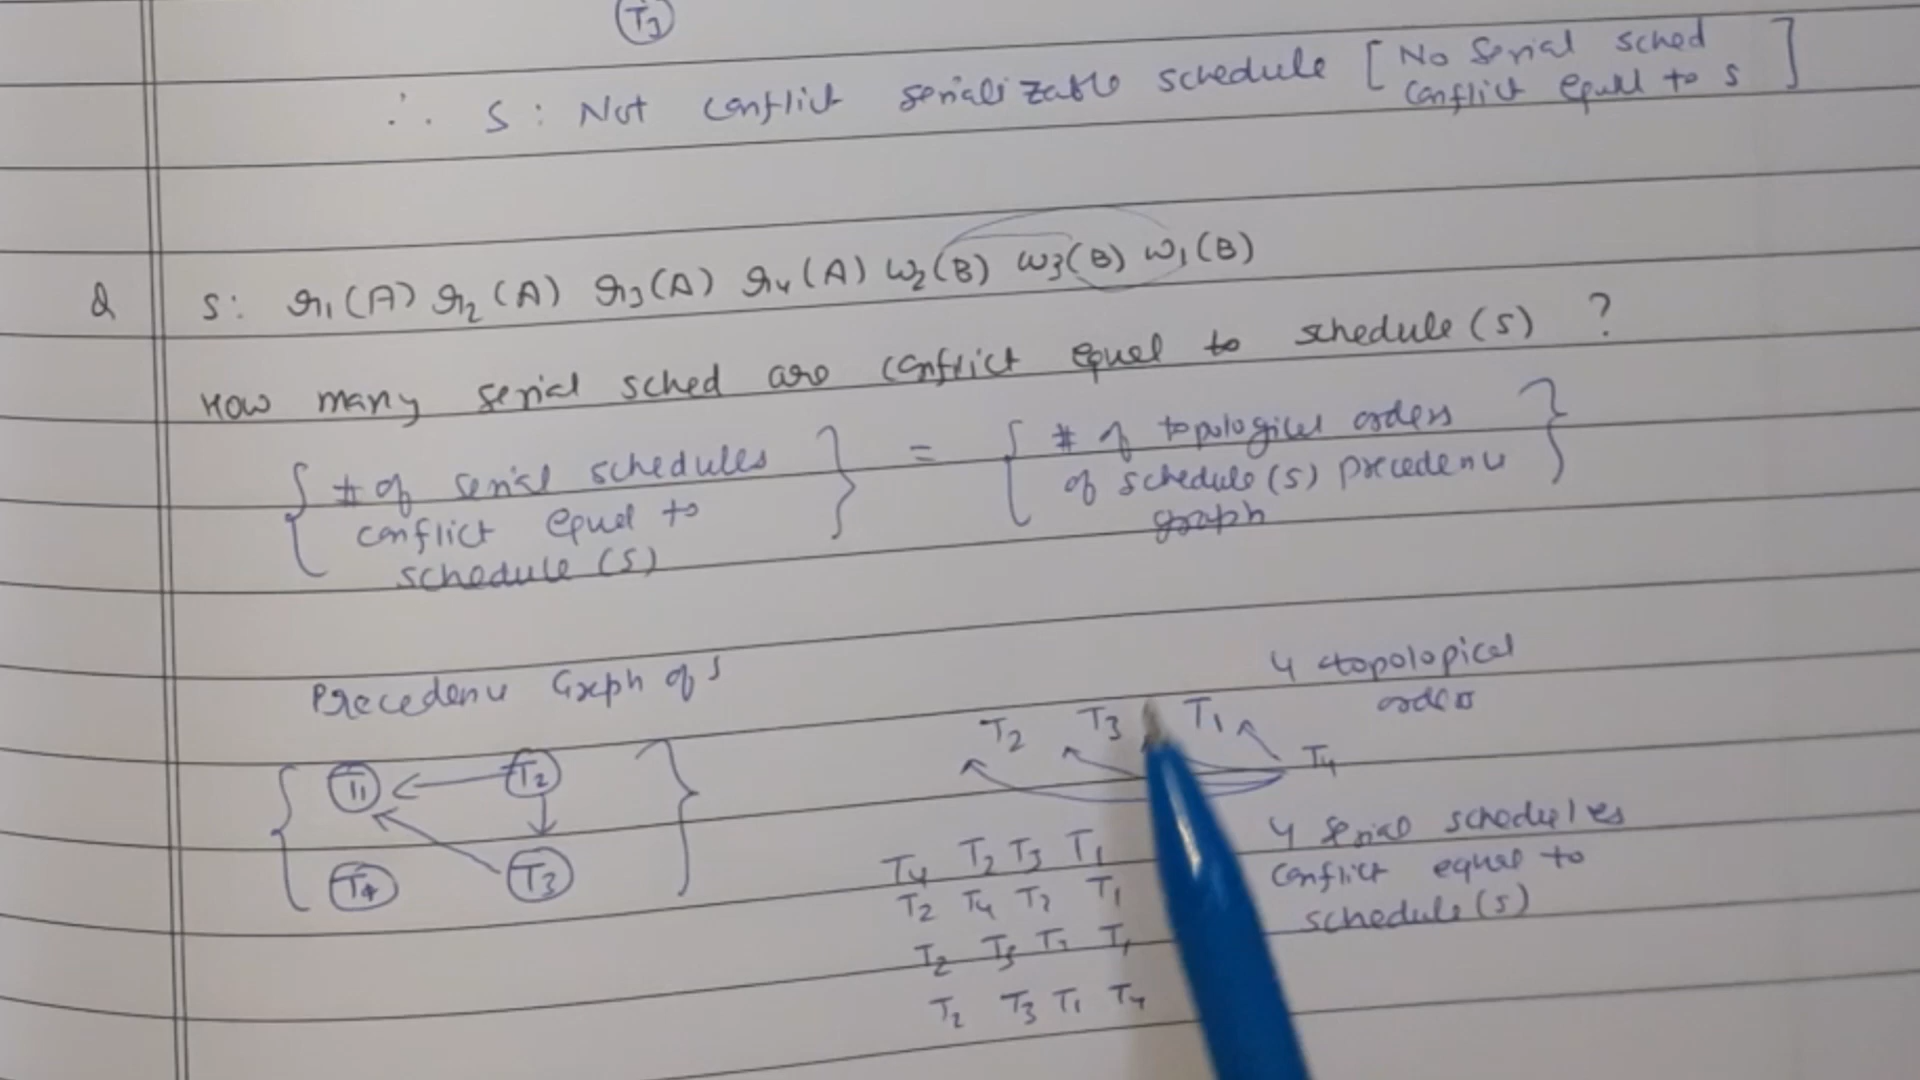 T3
∴ S : Not conflict serializable schedule [ No serial sched
conflict equal to S ]
Q S : r1(A) r2(A) r3(A) r4(A) w2(B) w3(B) w1(B)
How many serial sched are conflict equal to schedule (S) ?
{ # of serial schedules } = { # of topological orders }
conflict equal to of schedule (S) precedence
schedule (S) graph
Precedence Graph of S
4 topological
orders
T2 T3 T1
T4
T1 T2
T4 T3
T4 T2 T3 T1
T2 T4 T3 T1
T2 T3 T1
T2 T3 T1 T4
4 serial schedules
conflict equal to
schedule (S)